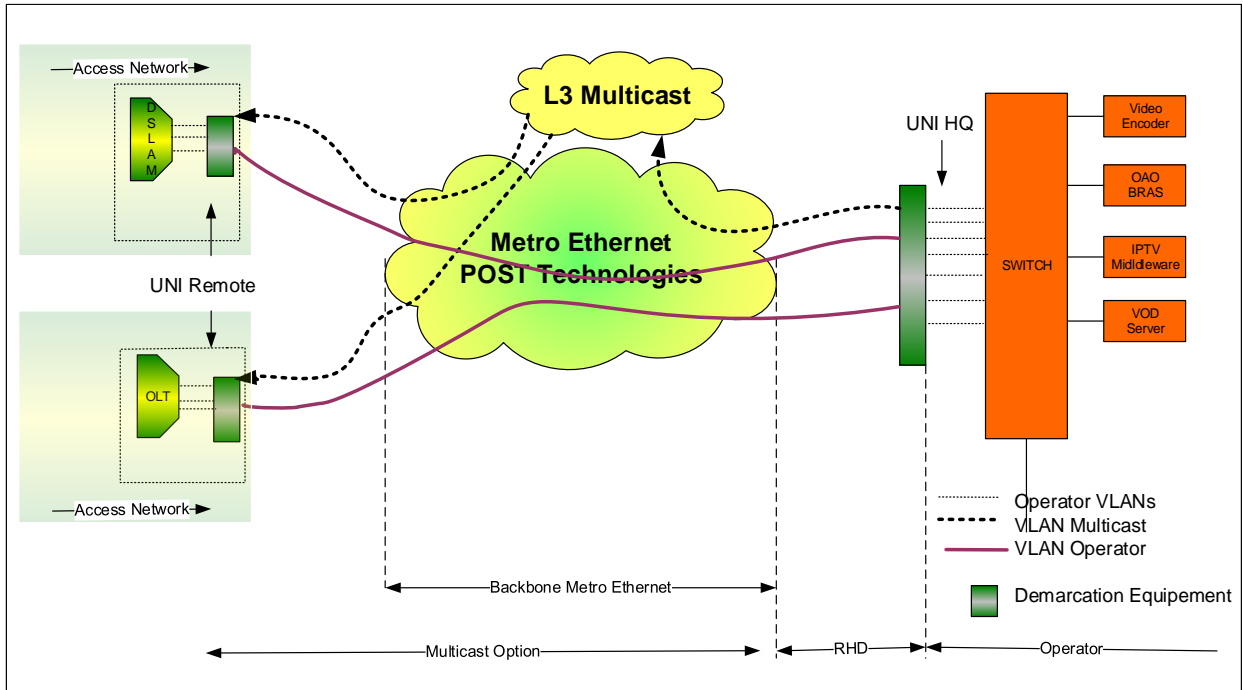 Access Network
DSLAM
UNI Remote
OLT
Access Network
L3 Multicast
Metro Ethernet
POST Technologies
UNI HQ
SWITCH
Video
Encoder
OAO
BRAS
IPTV
Midldleware
VOD
Server
Operator VLANs
VLAN Multicast
VLAN Operator
Demarcation Equipement
Backbone Metro Ethernet
Multicast Option
RHD
Operator